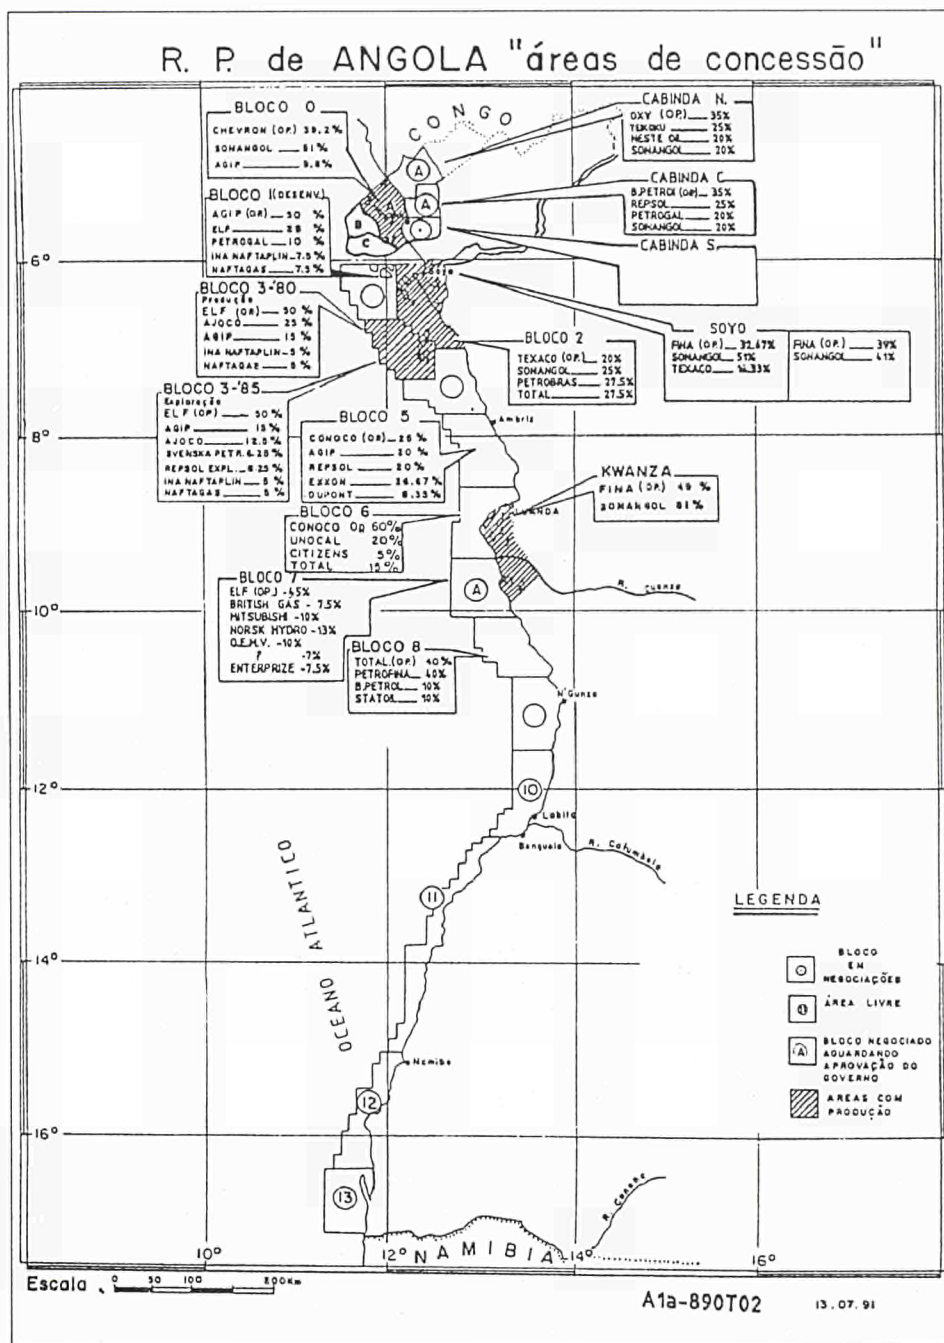 R. P. de ANGOLA "áreas de concessão"
BLOCO 0
CHEVRON (OP.) 39,2%
SONANGOL 51%
AGIP 9,8%
CONGO
CABINDA N.
OXY (OP.) 35%
TEIKOKU 25%
NESTE OIL 20%
SONANGOL 20%
CABINDA C
B.PETROL (OP) 35%
REPSOL 25%
PETROGAL 20%
SONANGOL 20%
CABINDA S
BLOCO 1 (DESENV.)
AGIP (OP.) 50 %
ELF 25 %
PETROGAL 10 %
INA NAFTAPLIN 7.5%
NAFTAGAS 7.5%
A
A
A
B
C
6°
Soyo
BLOCO 3-'80
Produção
ELF (OP.) 50%
AJOCO 25%
AGIP 15%
INA NAFTAPLIN 5%
NAFTAGAS 5%
BLOCO 2
TEXACO (OP.) 20%
SONANGOL 25%
PETROBRAS 27.5%
TOTAL 27.5%
SOYO
FINA (OP.) 32.67%
SONANGOL 51%
TEXACO 16.33%
FINA (OP.) 39%
SONANGOL 61%
BLOCO 3-'85
Exploração
ELF (OP.) 50%
AGIP 15%
AJOCO 12.5%
SVENSKA PETR. 6.25%
REPSOL EXPL. 6.25%
INA NAFTAPLIN 5%
NAFTAGAS 5%
BLOCO 5
CONOCO (OP.) 25%
AGIP 20%
REPSOL 20%
EXXON 26.67%
DUPONT 8.33%
Ambriz
8°
KWANZA
FINA (OP.) 49 %
SONANGOL 51 %
LUANDA
BLOCO 6
CONOCO OP 60%
UNOCAL 20%
CITIZENS 5%
TOTAL 15%
BLOCO 7
ELF (OP.) -45%
BRITISH GAS - 7.5%
MITSUBISHI -10%
NORSK HYDRO -13%
O.E.M.V. -10%
? -7%
ENTERPRIZE -7.5%
A
R. Cuanza
10°
BLOCO 8
TOTAL (OP.) 40%
PETROFINA 40%
B.PETROL 10%
STATOIL 10%
N'Gunza
12°
10
Lobito
Benguela
R. Catumbela
OCEANO ATLANTICO
11
14°
Namibe
12
16°
13
R. Cunene
NAMIBIA
LEGENDA
BLOCO
EM
NEGOCIAÇÕES
11
ÁREA LIVRE
A
BLOCO NEGOCIADO
AGUARDANDO
APROVAÇÃO DO
GOVERNO
AREAS COM
PRODUÇÃO
10° 12° 14° 16°
Escala 0 50 100 200Km
A1a-890T02
13.07.91